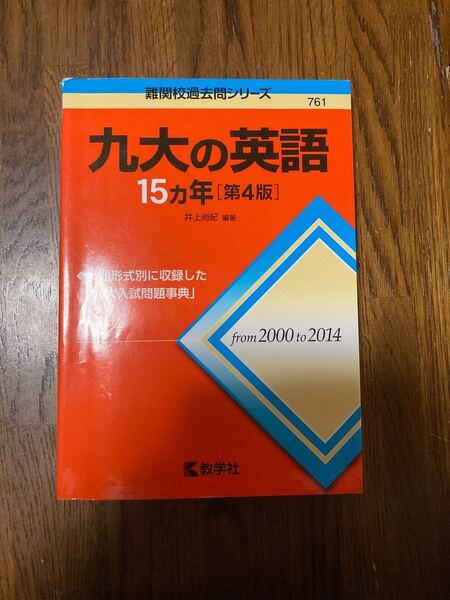 難関校過去問シリーズ
761
九大の英語
15カ年[第4版]
井上尚紀 編著
題形式別に収録した
大入試問題事典」
from 2000 to 2014
教学社